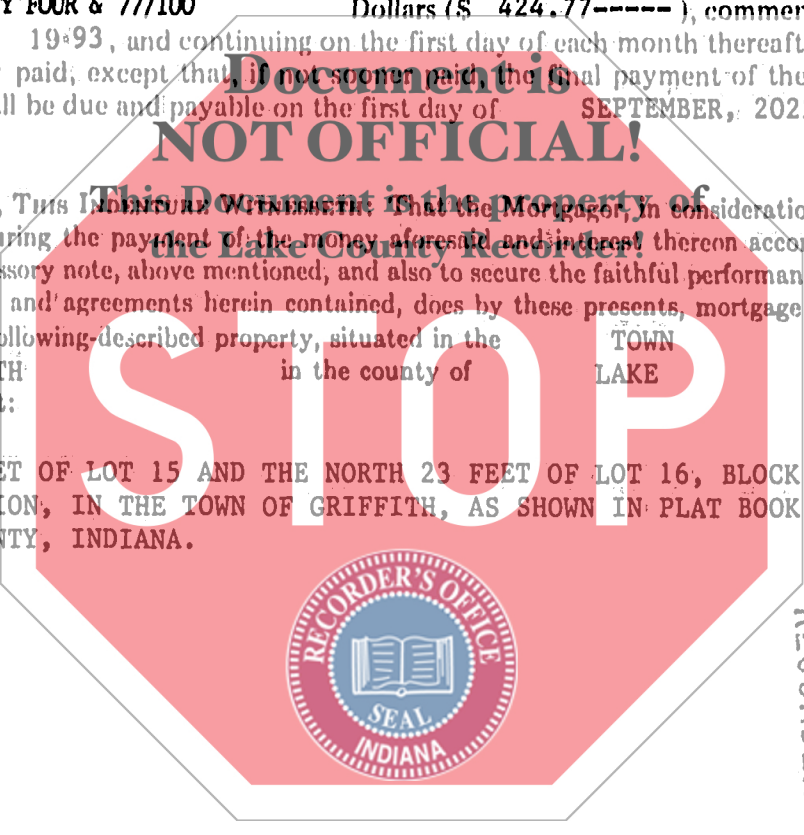 Y FOUR & 77/100 Dollars ($ 424.77----- ), commen
19 93, and continuing on the first day of each month thereaft
paid, except that, if not sooner paid, the final payment of the
ll be due and payable on the first day of SEPTEMBER, 202
Document is
NOT OFFICIAL!
This Document is the property of
the Lake County Recorder!
, THIS INDENTURE WITNESSETH: That the Mortgagor, in consideratio
uring the payment of the money aforesaid and interest thereon accor
ssory note, above mentioned, and also to secure the faithful performan
and agreements herein contained, does by these presents, mortgage
ollowing-described property, situated in the TOWN
TH in the county of LAKE
t:
STOP
ET OF LOT 15 AND THE NORTH 23 FEET OF LOT 16, BLOCK
ION, IN THE TOWN OF GRIFFITH, AS SHOWN IN PLAT BOOK
NTY, INDIANA.
RECORDER'S OFFICE
SEAL
INDIANA